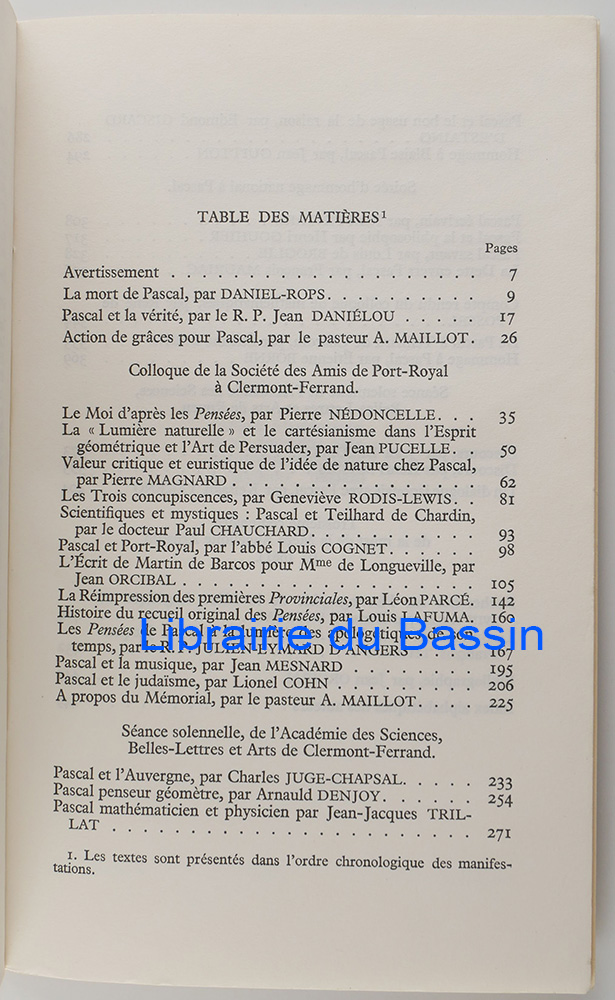 TABLE DES MATIÈRES1
Pages
Avertissement . . . . . . . . . . . . . . . . . . . 7
La mort de Pascal, par DANIEL-ROPS. . . . . . . . . . 9
Pascal et la vérité, par le R. P. Jean DANIÉLOU . . . . . 17
Action de grâces pour Pascal, par le pasteur A. MAILLOT. 26
Colloque de la Société des Amis de Port-Royal
à Clermont-Ferrand.
Le Moi d'après les Pensées, par Pierre NÉDONCELLE. . . 35
La « Lumière naturelle » et le cartésianisme dans l'Esprit
géométrique et l'Art de Persuader, par Jean PUCELLE. . 50
Valeur critique et euristique de l'idée de nature chez Pascal,
par Pierre MAGNARD . . . . . . . . . . . . . . . 62
Les Trois concupiscences, par Geneviève RODIS-LEWIS. . 81
Scientifiques et mystiques : Pascal et Teilhard de Chardin,
par le docteur Paul CHAUCHARD. . . . . . . . . . . 93
Pascal et Port-Royal, par l'abbé Louis COGNET. . . . . . 98
L'Écrit de Martin de Barcos pour Mme de Longueville, par
Jean ORCIBAL . . . . . . . . . . . . . . . . . . 105
La Réimpression des premières Provinciales, par Léon PARCÉ. 142
Histoire du recueil original des Pensées, par Louis LAFUMA. 160
Les Pensées de Pascal à la lumière des apologétiques de son
temps, par le R. P. JULIEN-EYMARD D'ANGERS . . . . 167
Librairie du Bassin
Pascal et la musique, par Jean MESNARD . . . . . . . . 195
Pascal et le judaïsme, par Lionel COHN . . . . . . . . . 206
A propos du Mémorial, par le pasteur A. MAILLOT. . . . 225
Séance solennelle, de l'Académie des Sciences,
Belles-Lettres et Arts de Clermont-Ferrand.
Pascal et l'Auvergne, par Charles JUGE-CHAPSAL. . . . . 233
Pascal penseur géomètre, par Arnauld DENJOY. . . . . . 254
Pascal mathématicien et physicien par Jean-Jacques TRIL-
LAT . . . . . . . . . . . . . . . . . . . . . . . 271
1. Les textes sont présentés dans l'ordre chronologique des manifes-
tations.